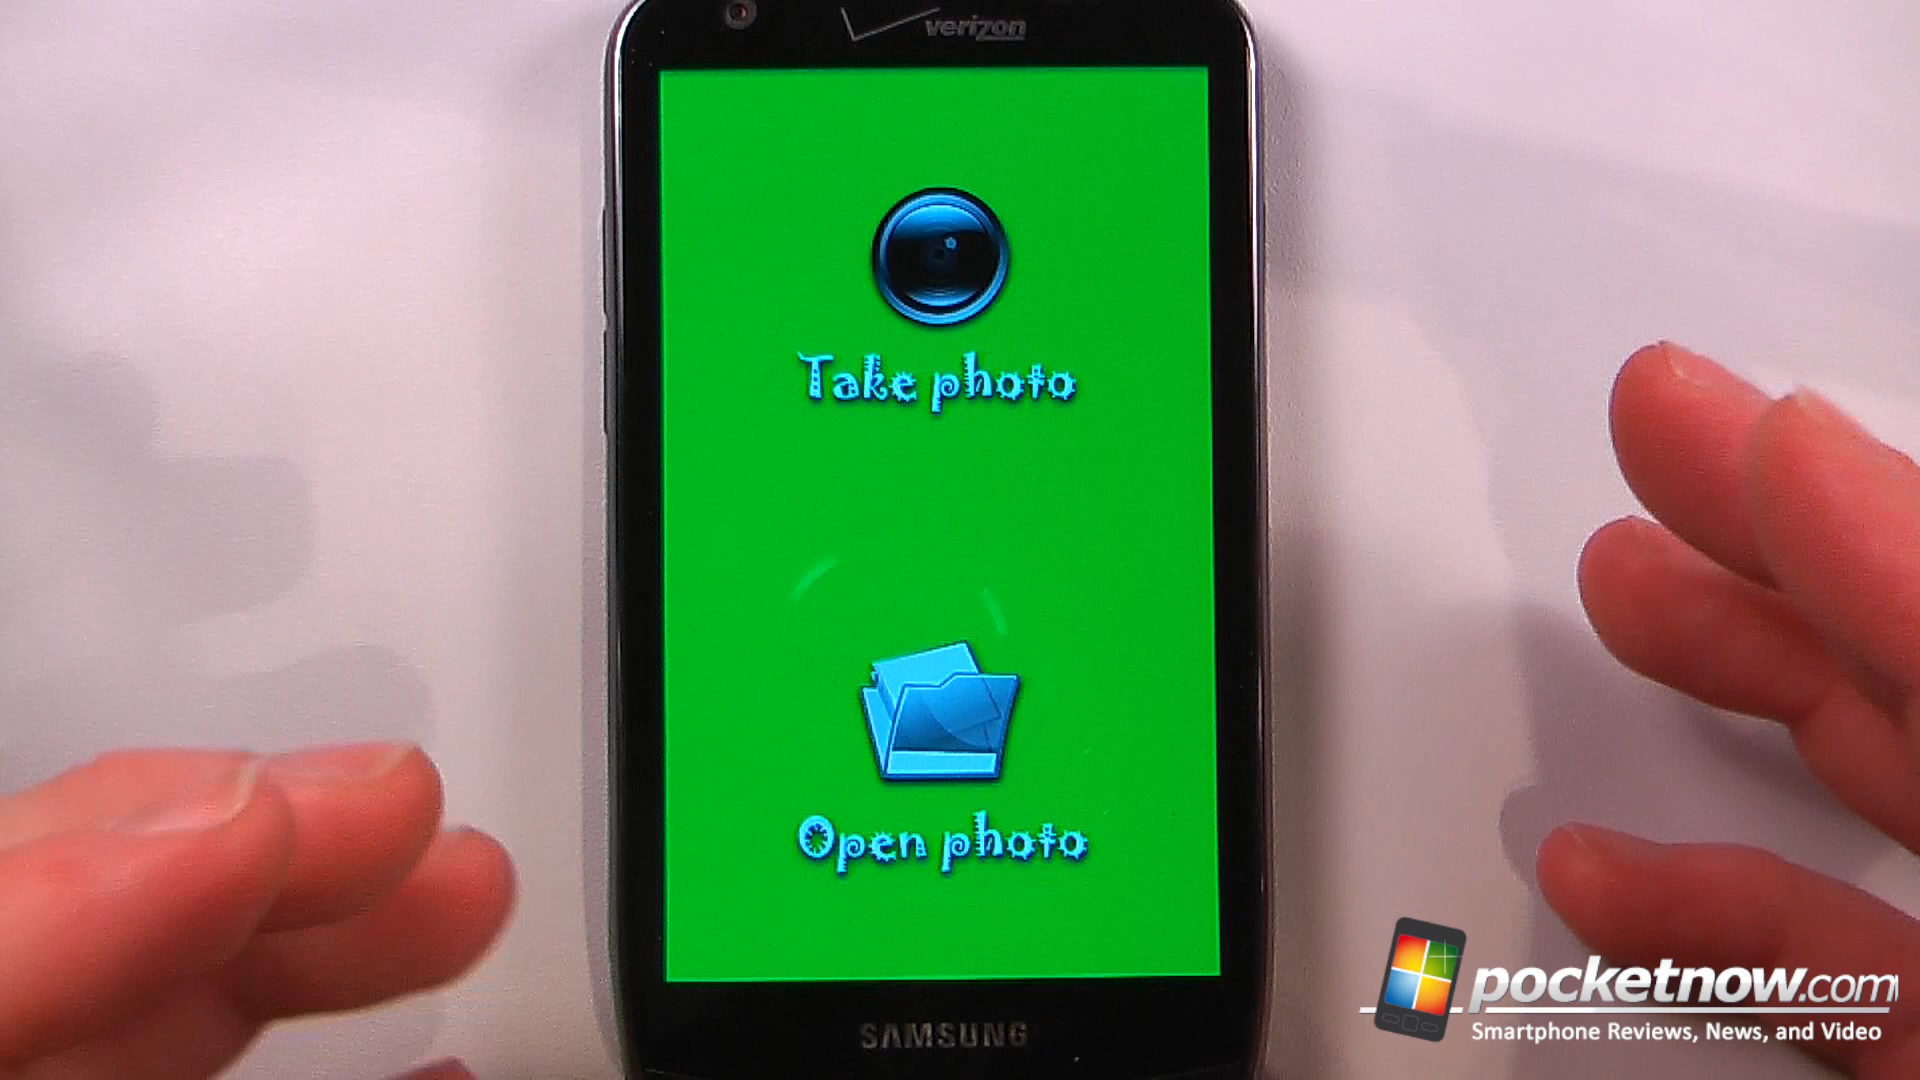 verizon
Take photo
Open photo
SAMSUNG
pocketnow.com
Smartphone Reviews, News, and Video